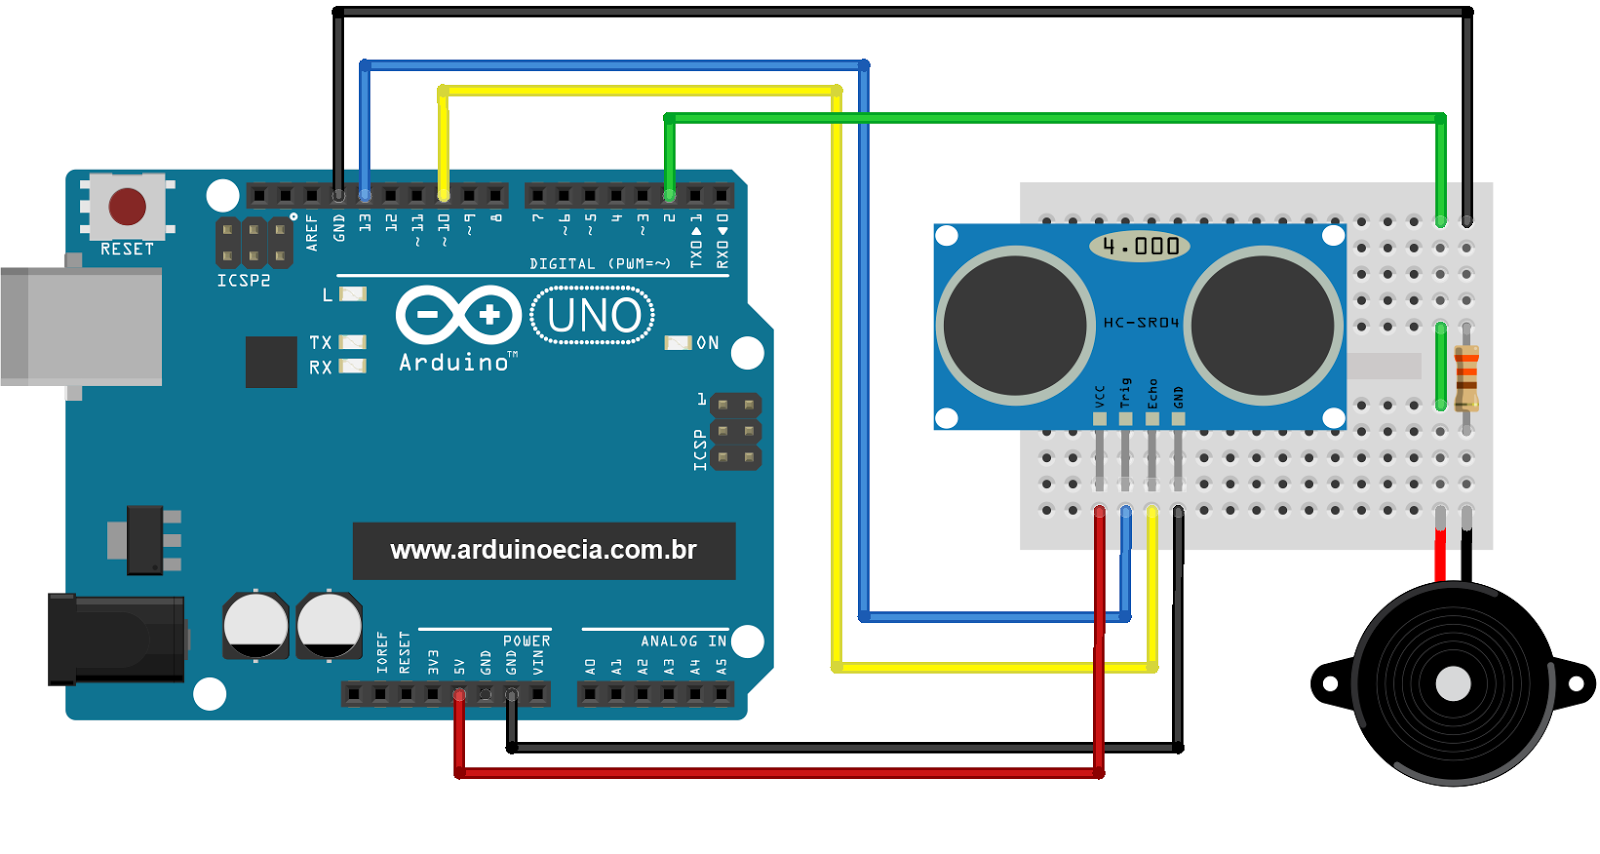 RESET
ICSP2
AREF
GND
13
12
~11
~10
~9
8
7
~6
~5
4
~3
2
TX0▶1
RX0◀0
DIGITAL (PWM=~)
L
TX
RX
UNO
Arduino™
ON
1
ICSP
www.arduinoecia.com.br
IOREF
RESET
3V3
5V
GND
GND
VIN
POWER
ANALOG IN
A0
A1
A2
A3
A4
A5
4.000
HC-SR04
VCC
Trig
Echo
GND